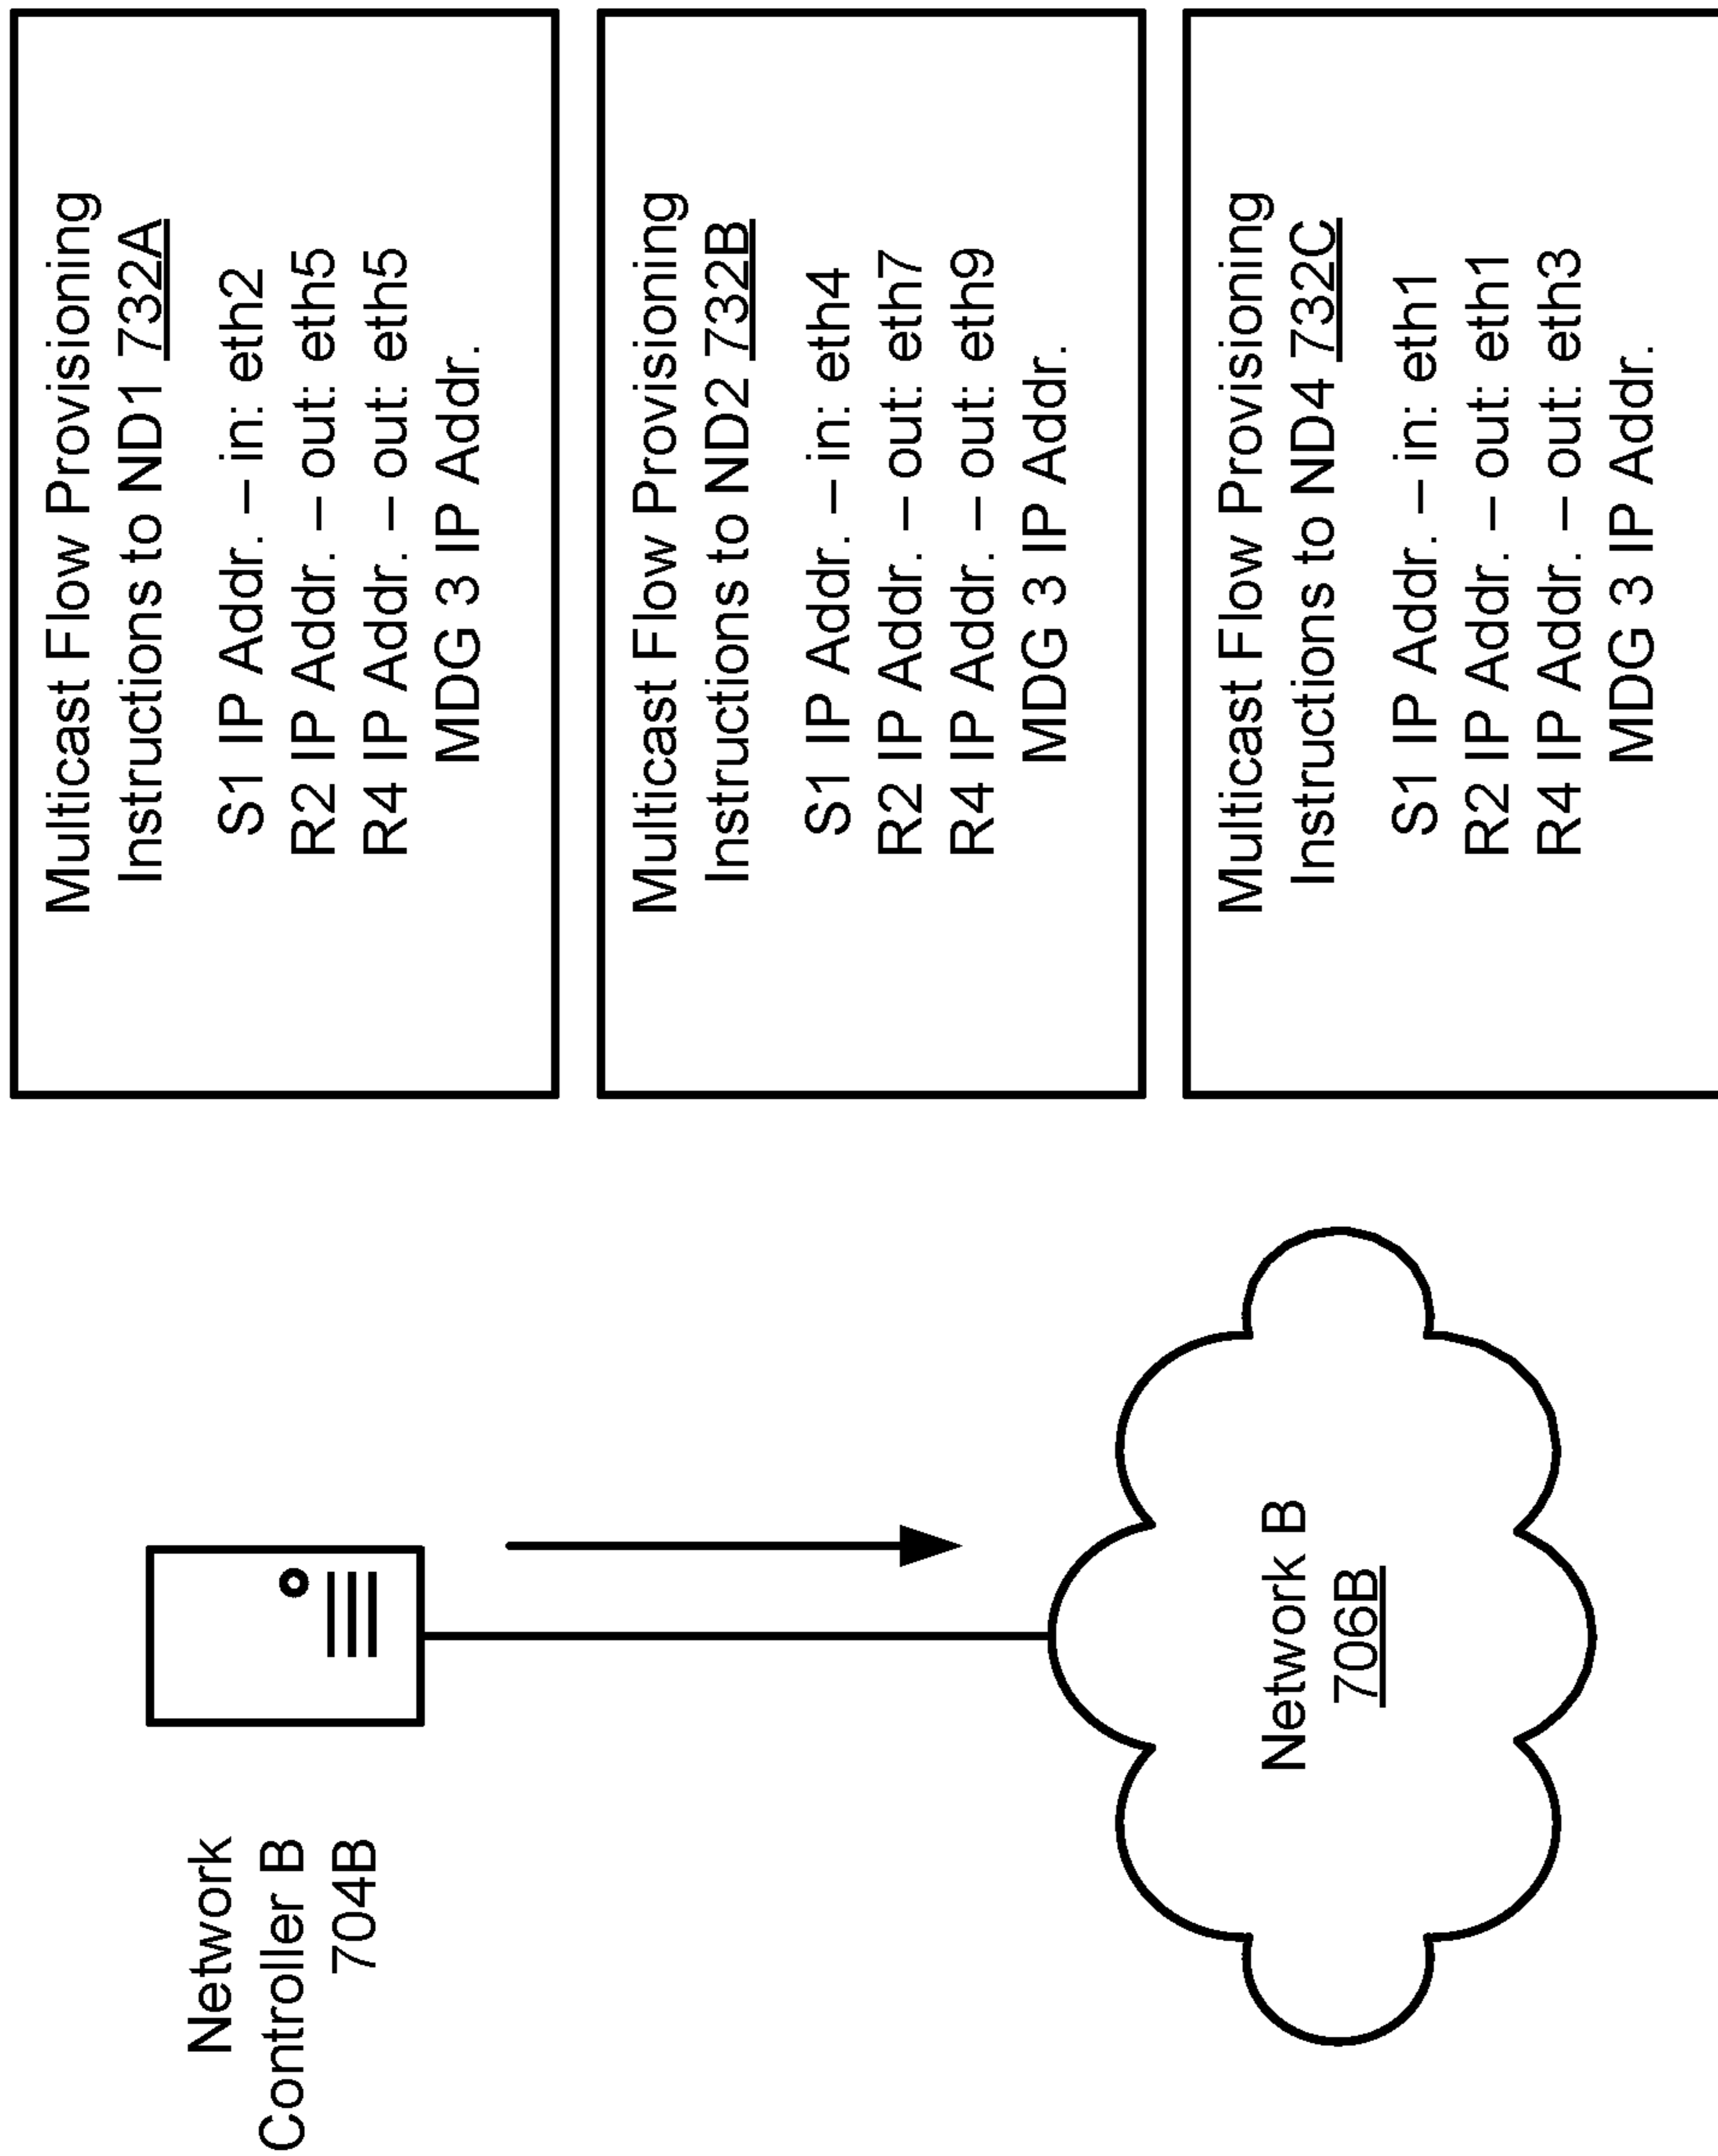 Network
Controller B
704B
Network B
706B
Multicast Flow Provisioning
Instructions to ND1 732A
S1 IP Addr. – in: eth2
R2 IP Addr. – out: eth5
R4 IP Addr. – out: eth5
MDG 3 IP Addr.
Multicast Flow Provisioning
Instructions to ND2 732B
S1 IP Addr. – in: eth4
R2 IP Addr. – out: eth7
R4 IP Addr. – out: eth9
MDG 3 IP Addr.
Multicast Flow Provisioning
Instructions to ND4 732C
S1 IP Addr. – in: eth1
R2 IP Addr. – out: eth1
R4 IP Addr. – out: eth3
MDG 3 IP Addr.